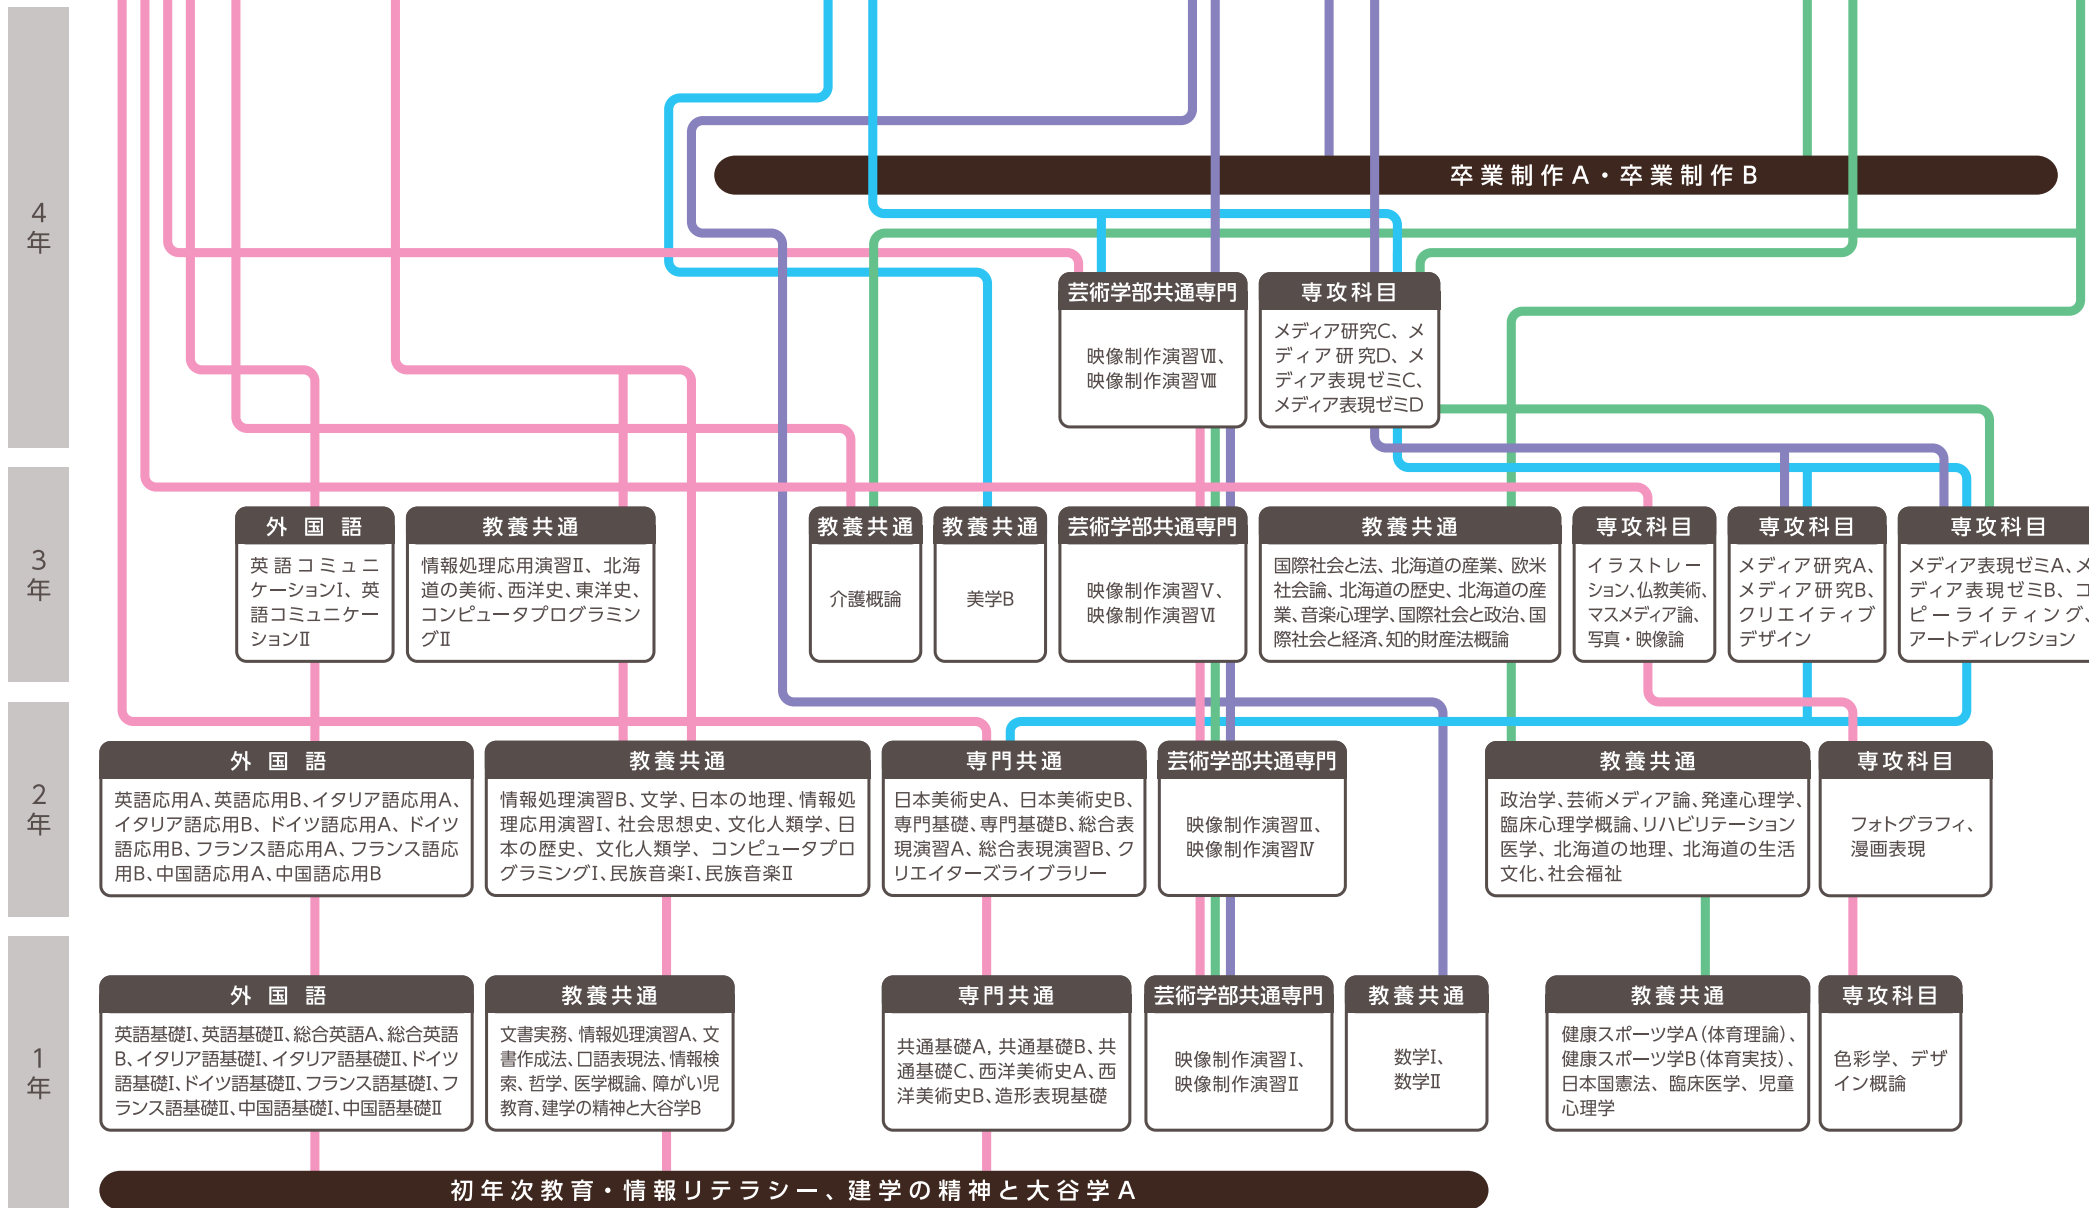 4
年
卒業制作A・卒業制作B
芸術学部共通専門
映像制作演習Ⅶ、
映像制作演習Ⅷ
専攻科目
メディア研究C、メ
ディア研究D、メ
ディア表現ゼミC、
メディア表現ゼミD
3
年
外国語
英語コミュニ
ケーションⅠ、英
語コミュニケー
ションⅡ
教養共通
情報処理応用演習Ⅱ、北海
道の美術、西洋史、東洋史、
コンピュータプログラミン
グⅡ
教養共通
介護概論
教養共通
美学B
芸術学部共通専門
映像制作演習Ⅴ、
映像制作演習Ⅵ
教養共通
国際社会と法、北海道の産業、欧米
社会論、北海道の歴史、北海道の産
業、音楽心理学、国際社会と政治、国
際社会と経済、知的財産法概論
専攻科目
イラストレー
ション、仏教美術、
マスメディア論、
写真・映像論
専攻科目
メディア研究A、
メディア研究B、
クリエイティブ
デザイン
専攻科目
メディア表現ゼミA、メ
ディア表現ゼミB、コ
ピーライティング、
アートディレクション
2
年
外国語
英語応用A、英語応用B、イタリア語応用A、
イタリア語応用B、ドイツ語応用A、ドイツ
語応用B、フランス語応用A、フランス語応
用B、中国語応用A、中国語応用B
教養共通
情報処理演習B、文学、日本の地理、情報処
理応用演習Ⅰ、社会思想史、文化人類学、日
本の歴史、文化人類学、コンピュータプロ
グラミングⅠ、民族音楽Ⅰ、民族音楽Ⅱ
専門共通
日本美術史A、日本美術史B、
専門基礎、専門基礎B、総合表
現演習A、総合表現演習B、ク
リエイターズライブラリー
芸術学部共通専門
映像制作演習Ⅲ、
映像制作演習Ⅳ
教養共通
政治学、芸術メディア論、発達心理学、
臨床心理学概論、リハビリテーション
医学、北海道の地理、北海道の生活
文化、社会福祉
専攻科目
フォトグラフィ、
漫画表現
1
年
外国語
英語基礎Ⅰ、英語基礎Ⅱ、総合英語A、総合英語
B、イタリア語基礎Ⅰ、イタリア語基礎Ⅱ、ドイツ
語基礎Ⅰ、ドイツ語基礎Ⅱ、フランス語基礎Ⅰ、フ
ランス語基礎Ⅱ、中国語基礎Ⅰ、中国語基礎Ⅱ
教養共通
文書実務、情報処理演習A、文
書作成法、口語表現法、情報検
索、哲学、医学概論、障がい児
教育、建学の精神と大谷学B
専門共通
共通基礎A, 共通基礎B、共
通基礎C、西洋美術史A、西
洋美術史B、造形表現基礎
芸術学部共通専門
映像制作演習Ⅰ、
映像制作演習Ⅱ
教養共通
数学Ⅰ、
数学Ⅱ
教養共通
健康スポーツ学A(体育理論)、
健康スポーツ学B(体育実技)、
日本国憲法、臨床医学、児童
心理学
専攻科目
色彩学、デザ
イン概論
初年次教育・情報リテラシー、建学の精神と大谷学A